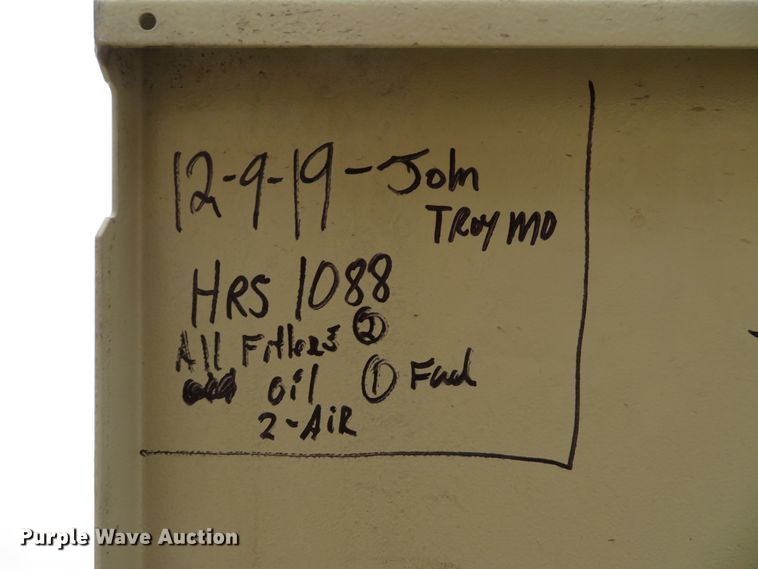 12-9-19-John
TROY MO
HRS 1088
All Filters ②
oil ① Fuel
2-AiR
Purple Wave Auction